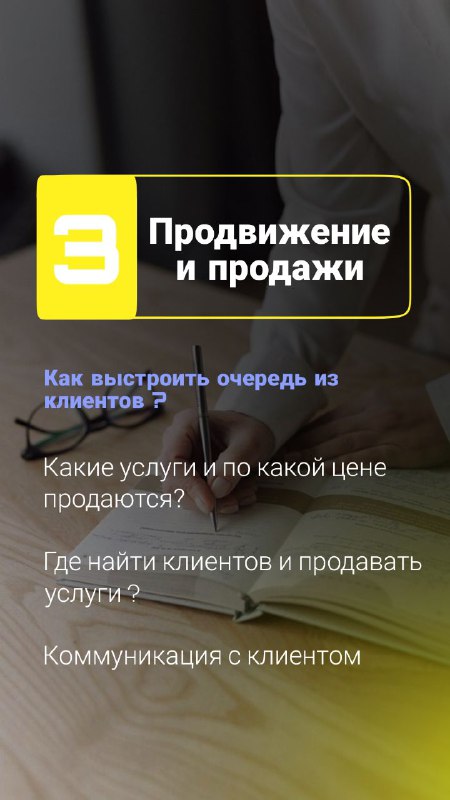 3
Продвижение
и продажи
Как выстроить очередь из
клиентов ?
Какие услуги и по какой цене
продаются?
Где найти клиентов и продавать
услуги ?
Коммуникация с клиентом